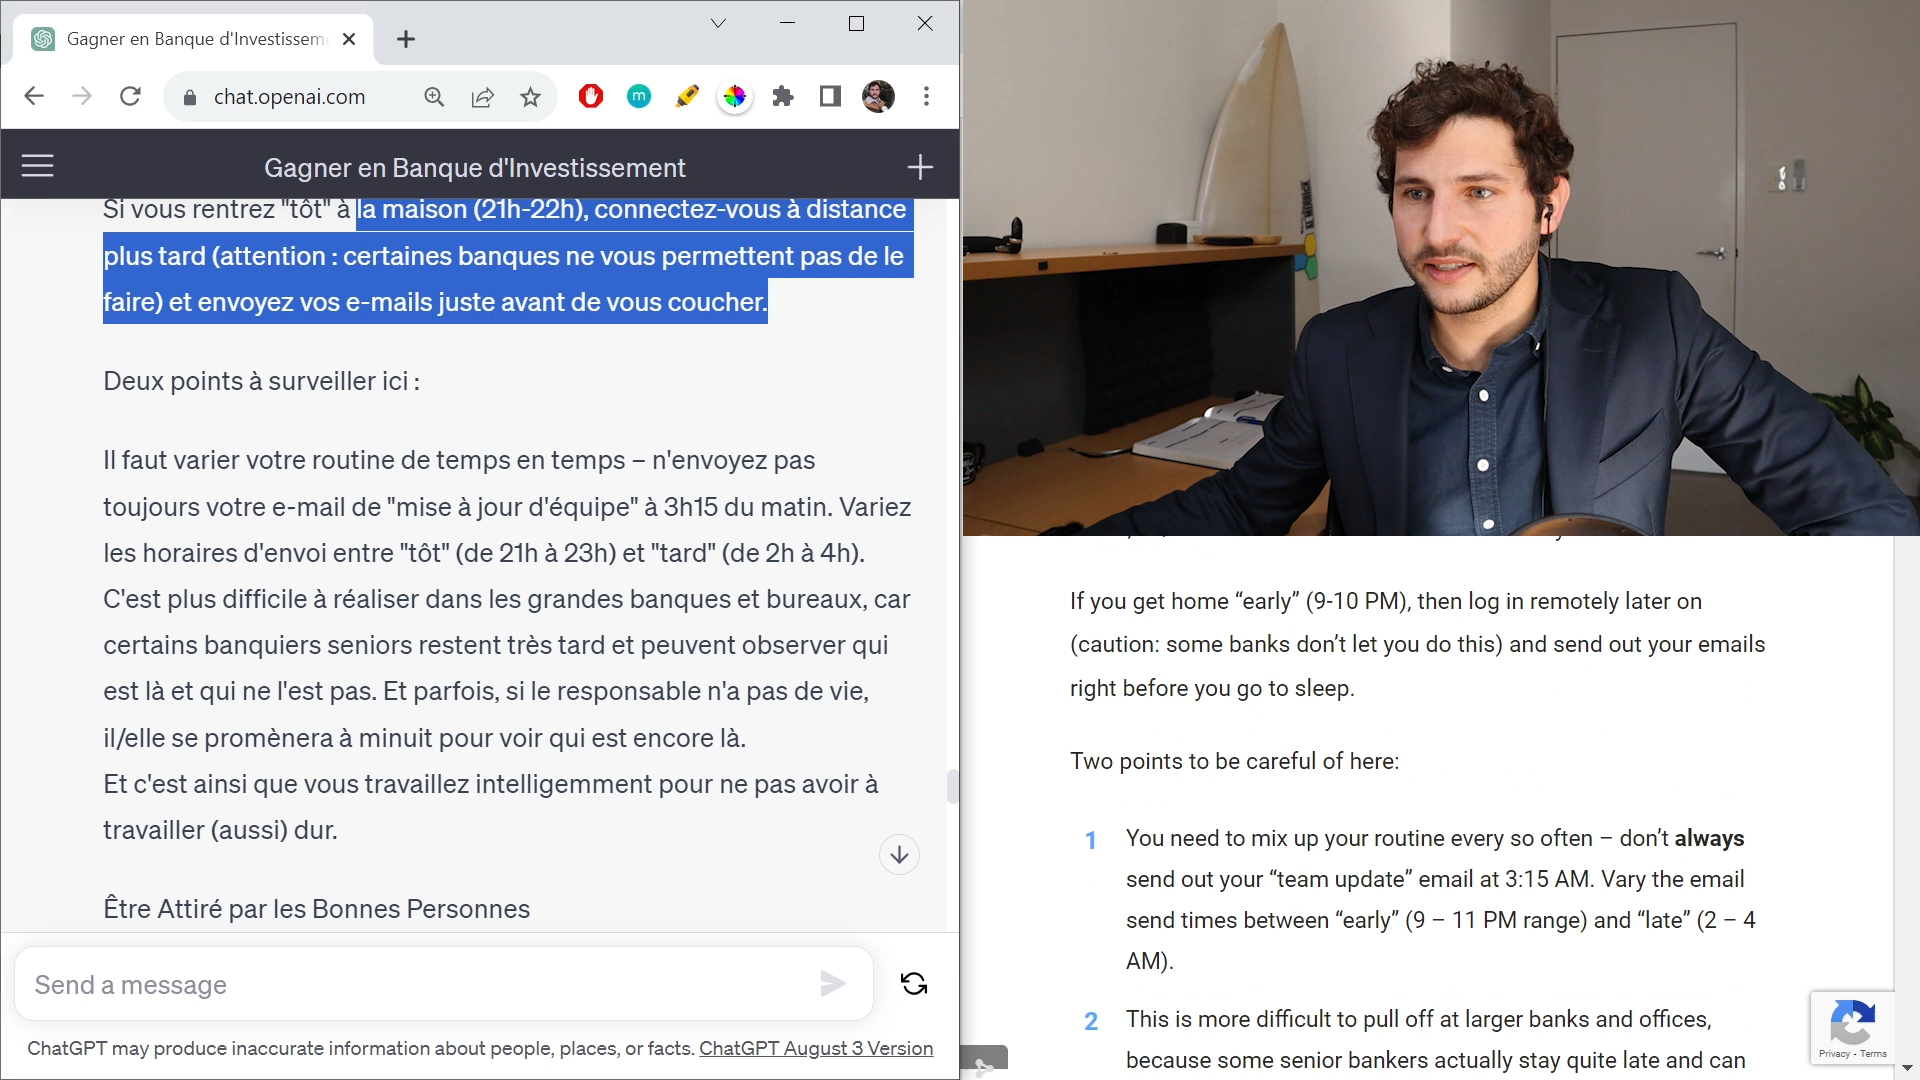 Gagner en Banque d'Investissem
chat.openai.com
m
Gagner en Banque d'Investissement
Si vous rentrez "tôt" à la maison (21h-22h), connectez-vous à distance
plus tard (attention : certaines banques ne vous permettent pas de le
faire) et envoyez vos e-mails juste avant de vous coucher.
Deux points à surveiller ici :
Il faut varier votre routine de temps en temps – n'envoyez pas
toujours votre e-mail de "mise à jour d'équipe" à 3h15 du matin. Variez
les horaires d'envoi entre "tôt" (de 21h à 23h) et "tard" (de 2h à 4h).
C'est plus difficile à réaliser dans les grandes banques et bureaux, car
certains banquiers seniors restent très tard et peuvent observer qui
est là et qui ne l'est pas. Et parfois, si le responsable n'a pas de vie,
il/elle se promènera à minuit pour voir qui est encore là.
Et c'est ainsi que vous travaillez intelligemment pour ne pas avoir à
travailler (aussi) dur.
Être Attiré par les Bonnes Personnes
Send a message
ChatGPT may produce inaccurate information about people, places, or facts. ChatGPT August 3 Version
If you get home “early” (9-10 PM), then log in remotely later on
(caution: some banks don’t let you do this) and send out your emails
right before you go to sleep.
Two points to be careful of here:
1 You need to mix up your routine every so often – don’t always
send out your “team update” email at 3:15 AM. Vary the email
send times between “early” (9 – 11 PM range) and “late” (2 – 4
AM).
2 This is more difficult to pull off at larger banks and offices,
because some senior bankers actually stay quite late and can
Privacy - Terms